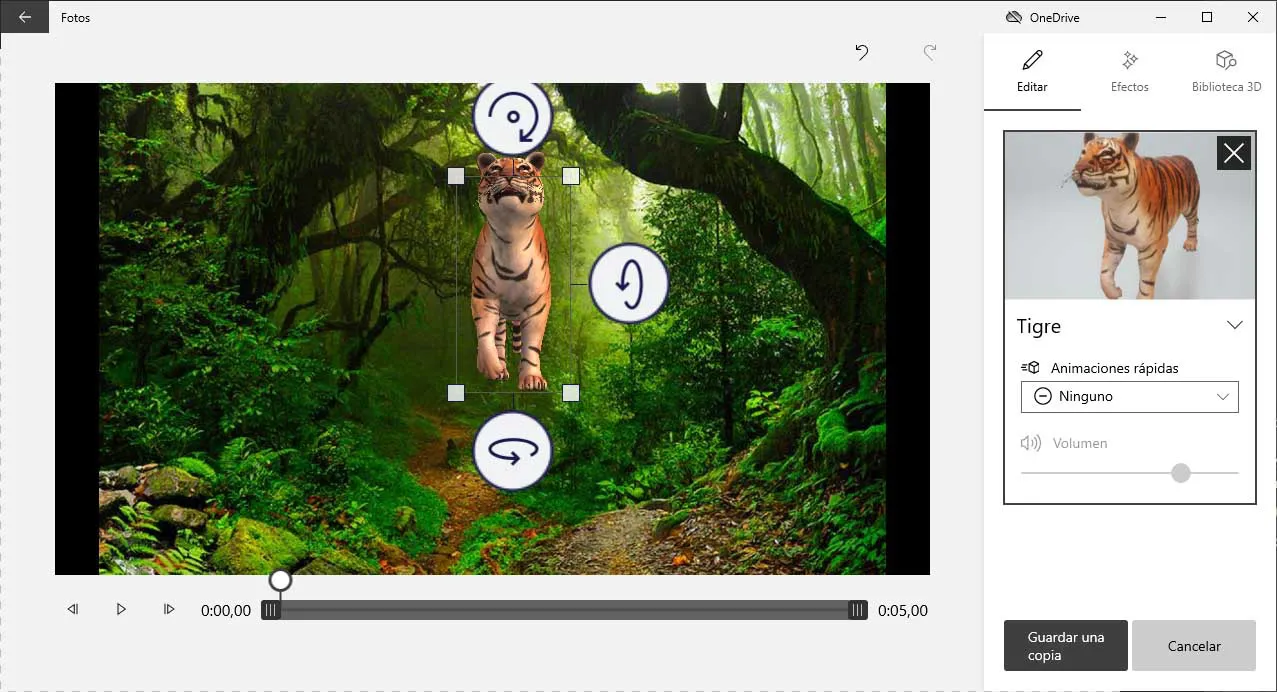 Fotos
OneDrive
Editar
Efectos
Biblioteca 3D
Tigre
Animaciones rápidas
Ninguno
Volumen
0:00,00
0:05,00
Guardar una
copia
Cancelar